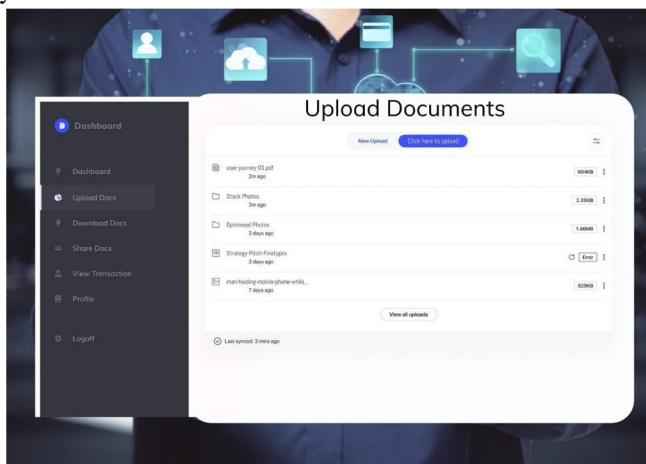 y
Upload Documents
D Dashboard
New Upload Click here to upload
user journey-01.pdf 604KB
2m ago
Stack Photos 2.20GB
3m ago
Optimised Photos 1.46MB
3 days ago
Strategy-Pitch-Final.pptx Error
3 days ago
man-holding-mobile-phone-while.. 929KB
7 days ago
View all uploads
Last synced: 3 mins ago
Dashboard
Upload Docs
Download Docs
Share Docs
View Transaction
Profile
Logoff